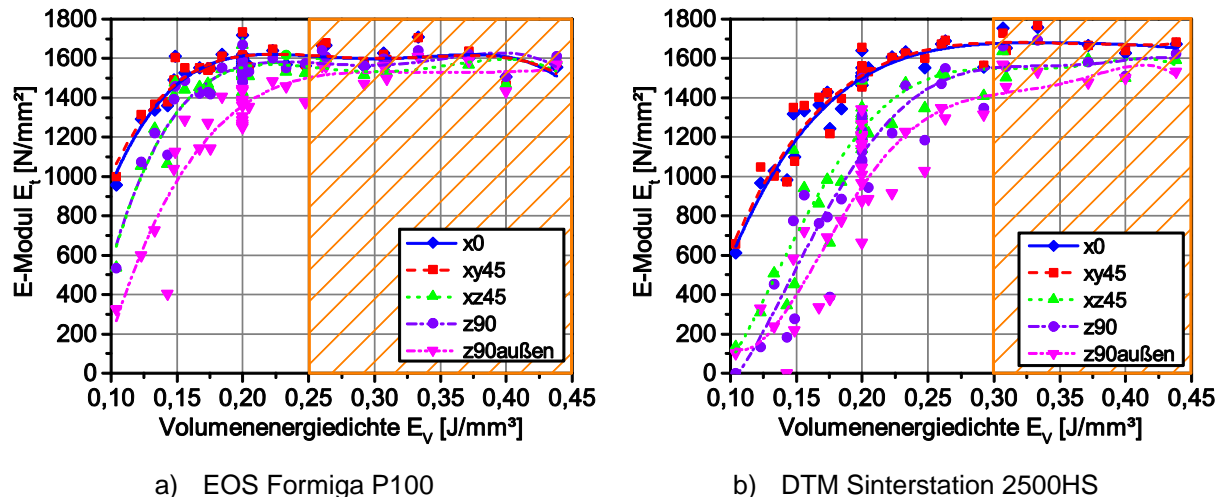 1800
1600
1400
1200
1000
800
600
400
200
0
E-Modul Et [N/mm²]
x0
xy45
xz45
z90
z90außen
0,10 0,15 0,20 0,25 0,30 0,35 0,40 0,45
Volumenenergiedichte EV [J/mm³]
a) EOS Formiga P100
1800
1600
1400
1200
1000
800
600
400
200
0
E-Modul Et [N/mm²]
x0
xy45
xz45
z90
z90außen
0,10 0,15 0,20 0,25 0,30 0,35 0,40 0,45
Volumenenergiedichte EV [J/mm³]
b) DTM Sinterstation 2500HS